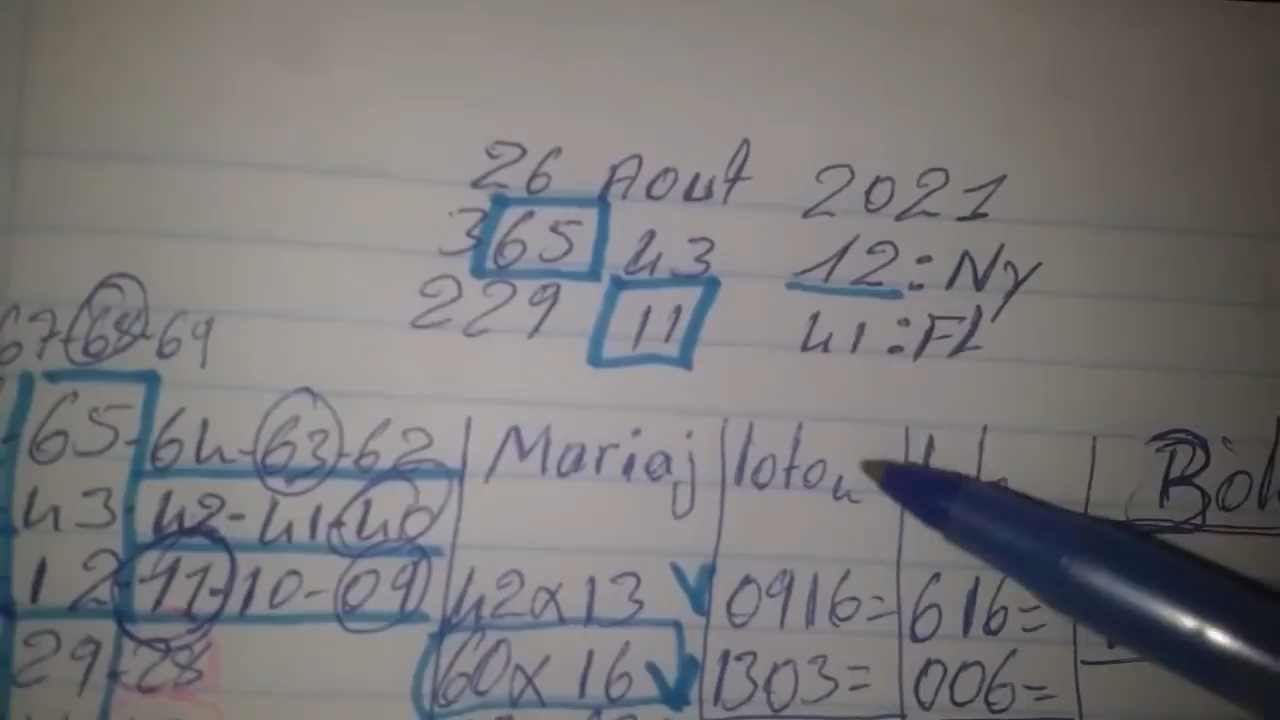 26 Aout 2021
365 43 12:NY
229 11 41:FL
67-68-69
65-64-63-62 Mariaj loto4
43-42-41-40
12-11-10-09 42x13 0916= 616=
29-28 60x16 1303= 006=